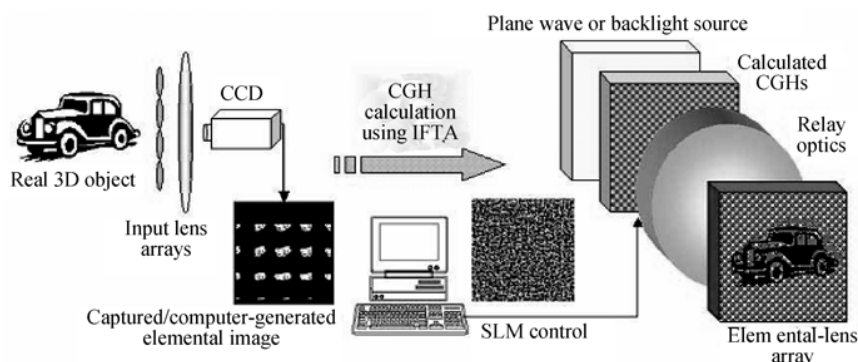 Plane wave or backlight source
Calculated
CGHs
Relay
optics
CCD
CGH
calculation
using IFTA
Real 3D object
Input lens
arrays
Captured/computer-generated
elemental image
SLM control
Elem ental-lens
array